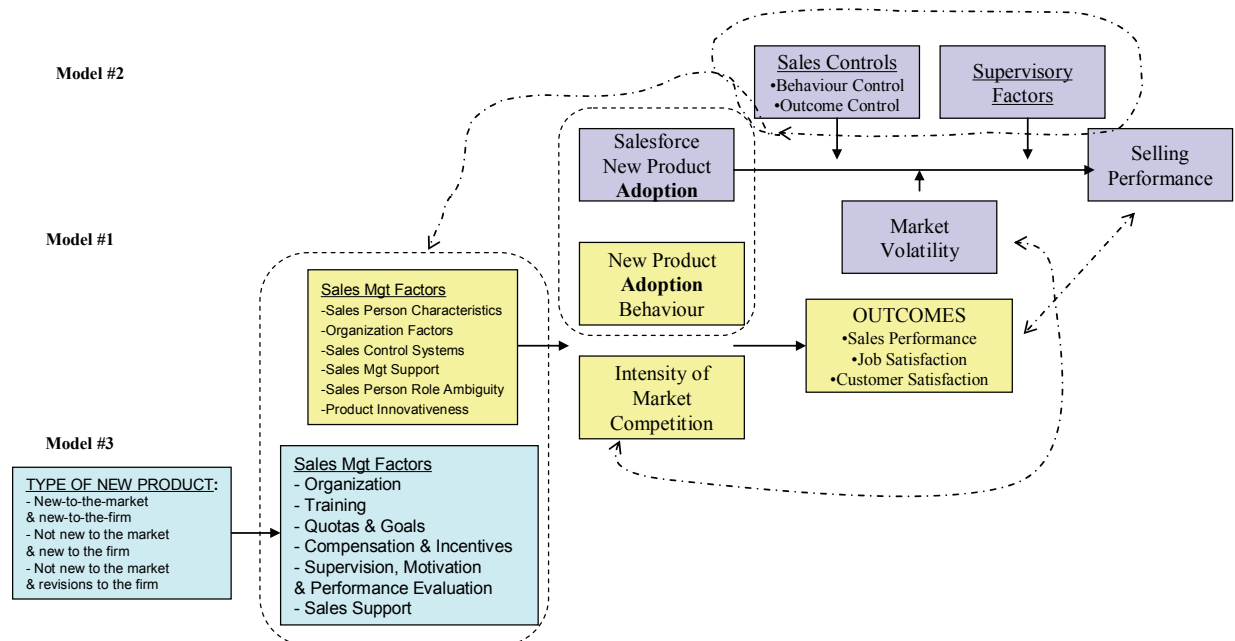 Model #2
Sales Controls
•Behaviour Control
•Outcome Control
Supervisory
Factors
Salesforce
New Product
Adoption
Selling
Performance
Market
Volatility
Model #1
New Product
Adoption
Behaviour
Sales Mgt Factors
-Sales Person Characteristics
-Organization Factors
-Sales Control Systems
-Sales Mgt Support
-Sales Person Role Ambiguity
-Product Innovativeness
OUTCOMES
•Sales Performance
•Job Satisfaction
•Customer Satisfaction
Intensity of
Market
Competition
Model #3
TYPE OF NEW PRODUCT:
- New-to-the-market
& new-to-the-firm
- Not new to the market
& new to the firm
- Not new to the market
& revisions to the firm
Sales Mgt Factors
- Organization
- Training
- Quotas & Goals
- Compensation & Incentives
- Supervision, Motivation
& Performance Evaluation
- Sales Support